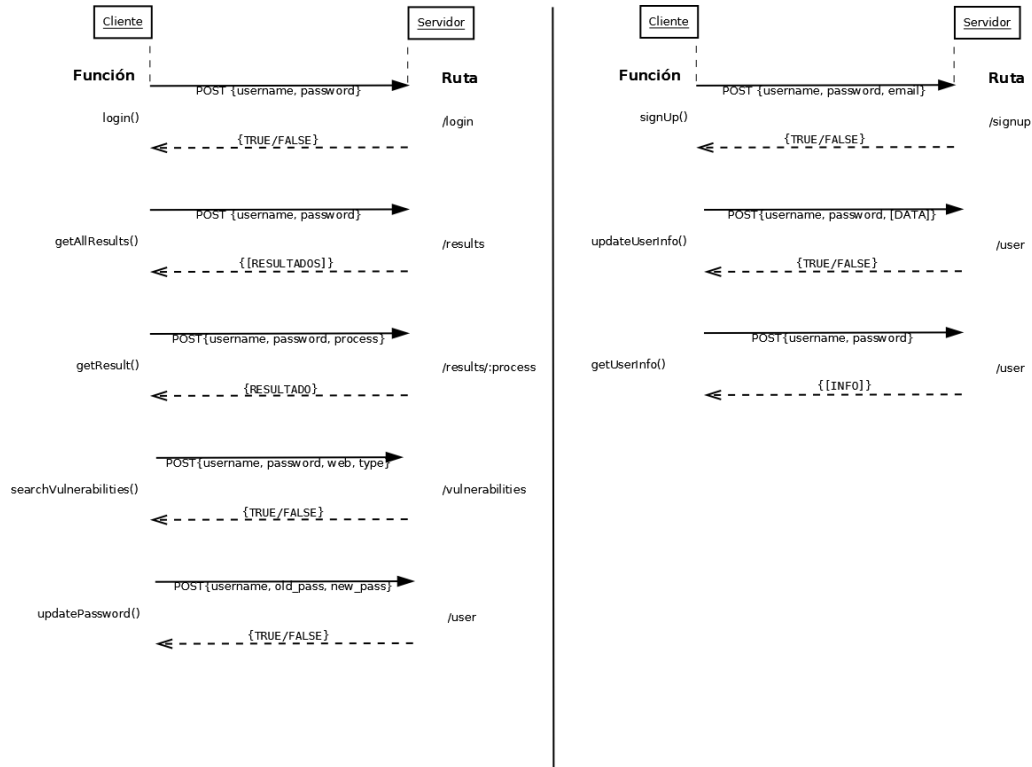 Cliente
Servidor
Función
Ruta
POST {username, password}
login()
/login
{TRUE/FALSE}
POST {username, password}
getAllResults()
/results
{[RESULTADOS]}
POST{username, password, process}
getResult()
/results/:process
{RESULTADO}
POST{username, password, web, type}
searchVulnerabilities()
/vulnerabilities
{TRUE/FALSE}
POST{username, old_pass, new_pass}
updatePassword()
/user
{TRUE/FALSE}
Cliente
Servidor
Función
Ruta
POST {username, password, email}
signUp()
/signup
{TRUE/FALSE}
POST{username, password, [DATA]}
updateUserInfo()
/user
{TRUE/FALSE}
POST{username, password}
getUserInfo()
/user
{[INFO]}